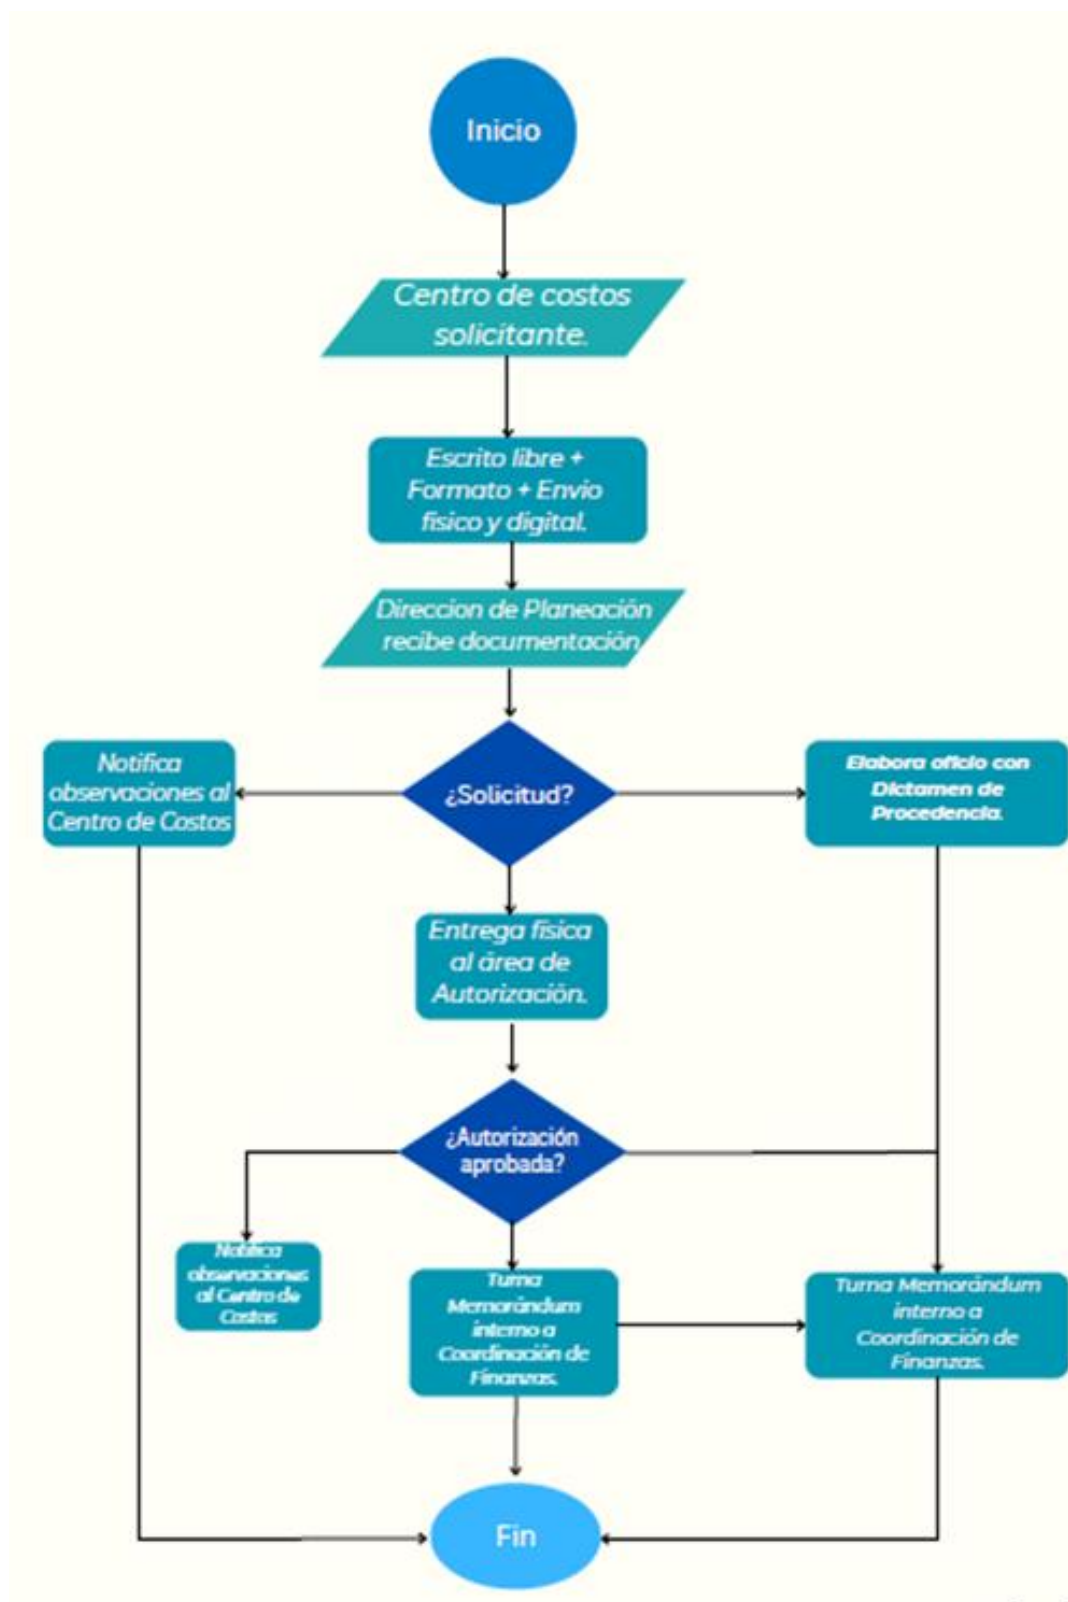 Inicio
Centro de costos
solicitante.
Escrito libre +
Formato + Envio
físico y digital.
Direccion de Planeación
recibe documentación
Notifica
observaciones al
Centro de Costos
¿Solicitud?
Elabora oficio con
Dictamen de
Procedencia.
Entrega física
al área de
Autorización.
¿Autorización
aprobada?
Notifica
observaciones
al Centro de
Costos
Turna
Memorándum
interno a
Coordinación de
Finanzas.
Turna Memorándum
interno a
Coordinación de
Finanzas.
Fin